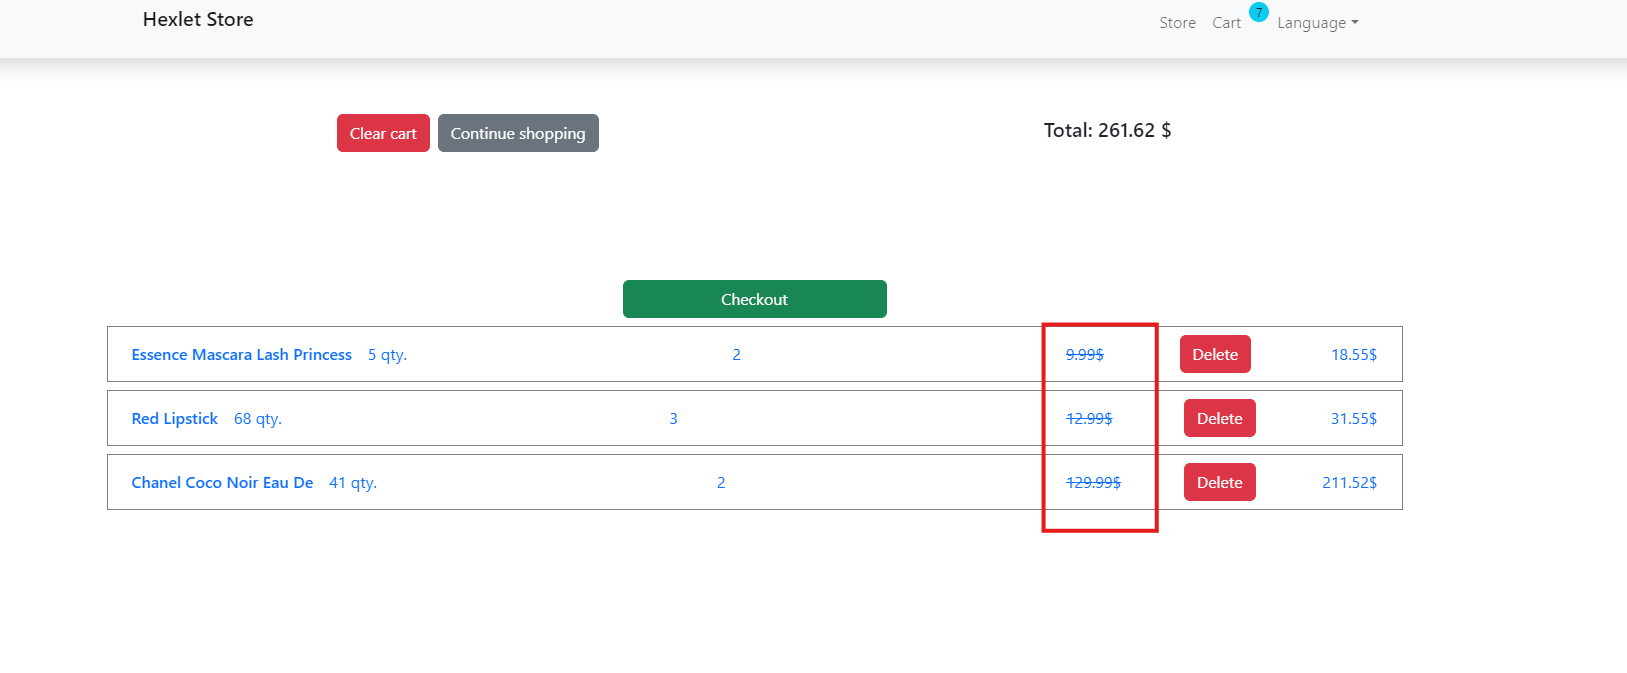 Hexlet Store Store Cart 7 Language
Clear cart Continue shopping Total: 261.62 $
Checkout
Essence Mascara Lash Princess 5 qty. 2 9.99$ Delete 18.55$
Red Lipstick 68 qty. 3 12.99$ Delete 31.55$
Chanel Coco Noir Eau De 41 qty. 2 129.99$ Delete 211.52$